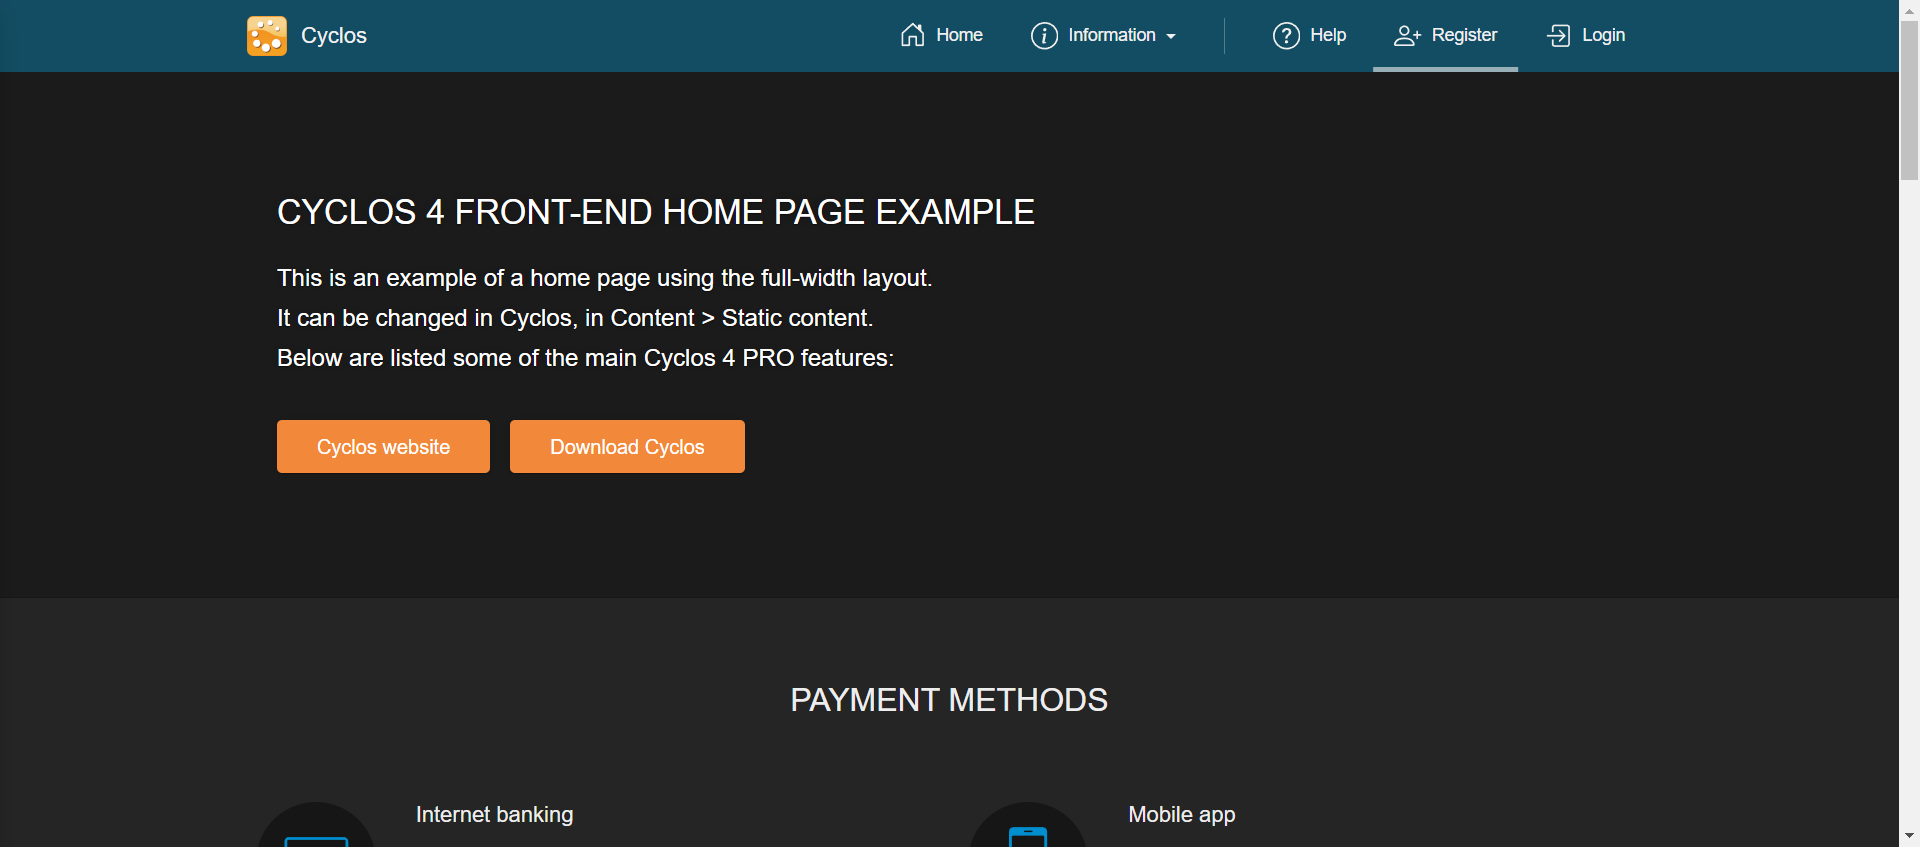 Cyclos
Home
Information
Help
Register
Login
CYCLOS 4 FRONT-END HOME PAGE EXAMPLE
This is an example of a home page using the full-width layout.
It can be changed in Cyclos, in Content > Static content.
Below are listed some of the main Cyclos 4 PRO features:
Cyclos website
Download Cyclos
PAYMENT METHODS
Internet banking
Mobile app